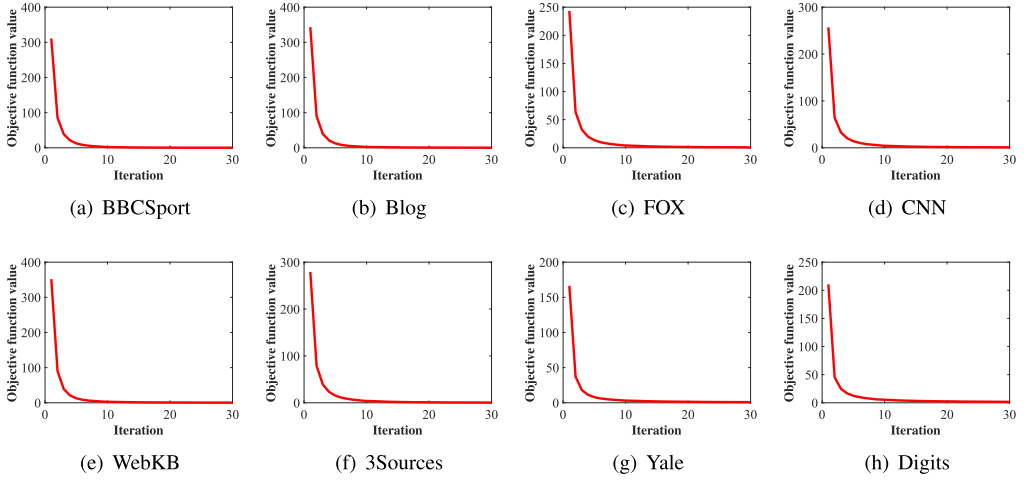 Objective function value
400
300
200
100
0
0 10 20 30
Iteration
(a) BBCSport
Objective function value
400
300
200
100
0
0 10 20 30
Iteration
(b) Blog
Objective function value
250
200
150
100
50
0
0 10 20 30
Iteration
(c) FOX
Objective function value
300
200
100
0
0 10 20 30
Iteration
(d) CNN
Objective function value
400
300
200
100
0
0 10 20 30
Iteration
(e) WebKB
Objective function value
300
200
100
0
0 10 20 30
Iteration
(f) 3Sources
Objective function value
200
150
100
50
0
0 10 20 30
Iteration
(g) Yale
Objective function value
250
200
150
100
50
0
0 10 20 30
Iteration
(h) Digits